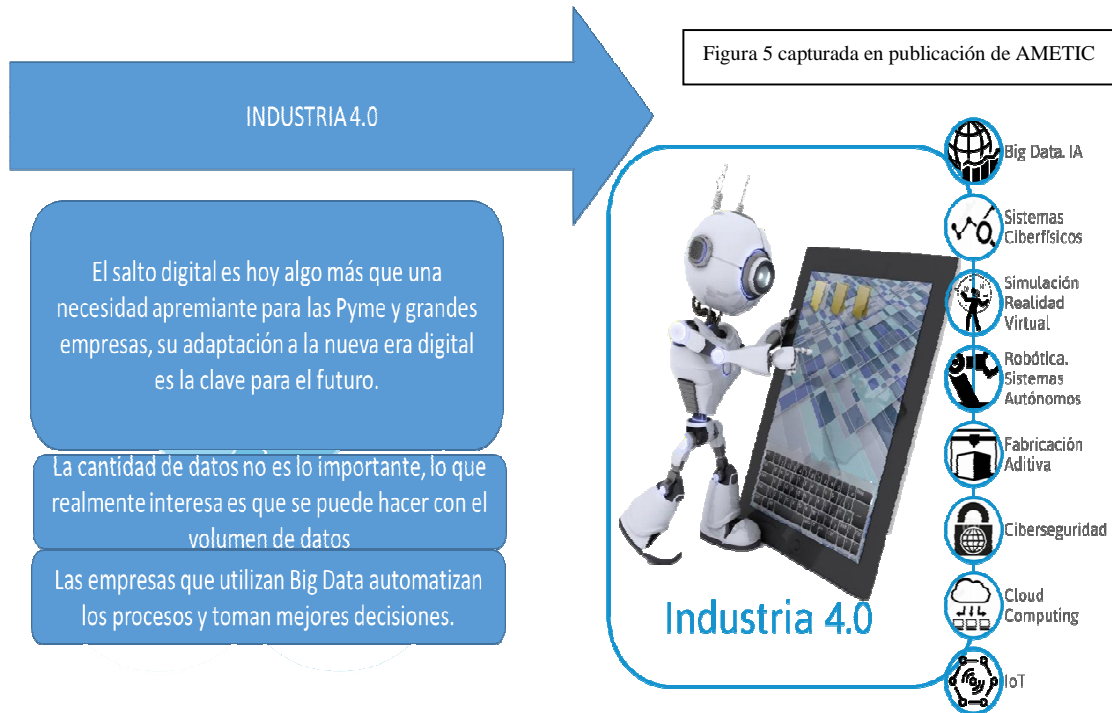 Figura 5 capturada en publicación de AMETIC
INDUSTRIA 4.0
El salto digital es hoy algo más que una
necesidad apremiante para las Pyme y grandes
empresas, su adaptación a la nueva era digital
es la clave para el futuro.
La cantidad de datos no es lo importante, lo que
realmente interesa es que se puede hacer con el
volumen de datos
Las empresas que utilizan Big Data automatizan
los procesos y toman mejores decisiones.
Big Data. IA
Sistemas
Ciberfísicos
Simulación
Realidad
Virtual
Robótica.
Sistemas
Autónomos
Fabricación
Aditiva
Ciberseguridad
Cloud
Computing
IoT
Industria 4.0